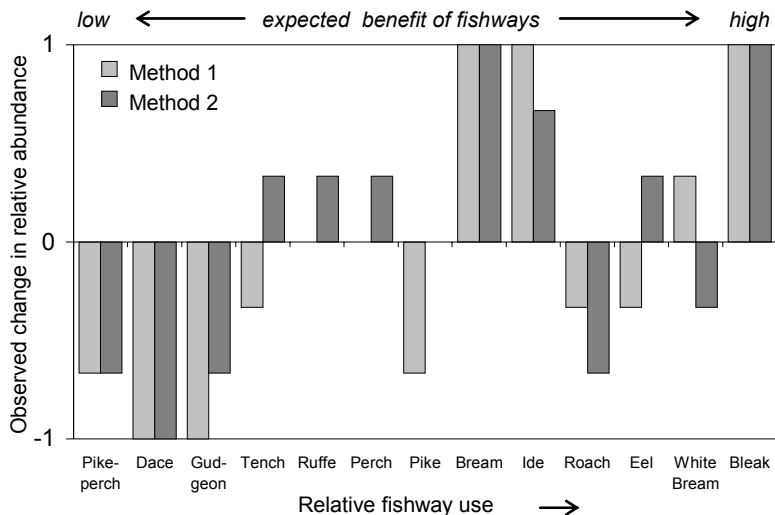 low expected benefit of fishways high
1
Method 1
Method 2
0
-1
Observed change in relative abundance
Pike-
perch
Dace
Gud-
geon
Tench
Ruffe
Perch
Pike
Bream
Ide
Roach
Eel
White
Bream
Bleak
Relative fishway use